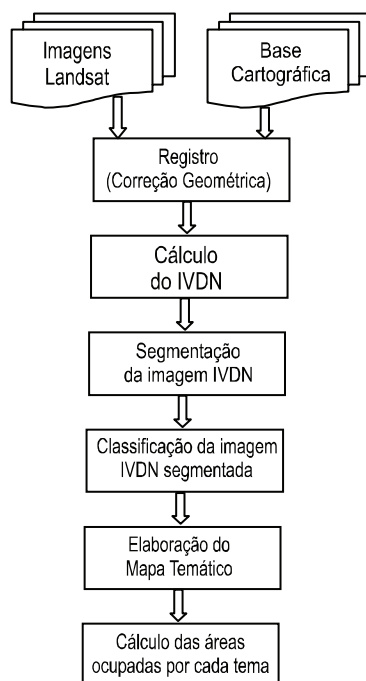 Imagens
Landsat
Base
Cartográfica
Registro
(Correção Geométrica)
Cálculo
do IVDN
Segmentação
da imagem IVDN
Classificação da imagem
IVDN segmentada
Elaboração do
Mapa Temático
Cálculo das áreas
ocupadas por cada tema